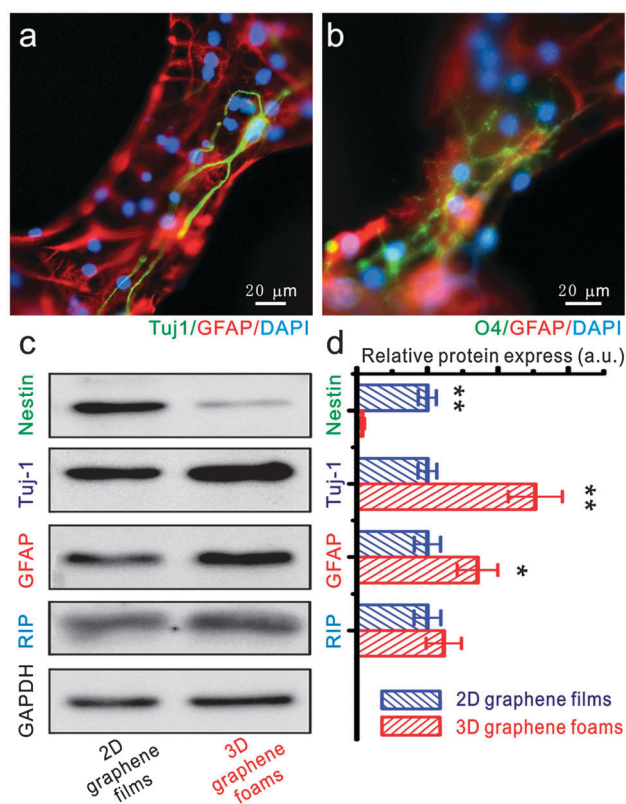 a
b
20 µm
20 µm
Tuj1/GFAP/DAPI
O4/GFAP/DAPI
c
d
Relative protein express (a.u.)
Nestin
Tuj-1
GFAP
RIP
GAPDH
2D
graphene
films
3D
graphene
foams
Nestin
**
Tuj-1
**
GFAP
*
RIP
2D graphene films
3D graphene foams